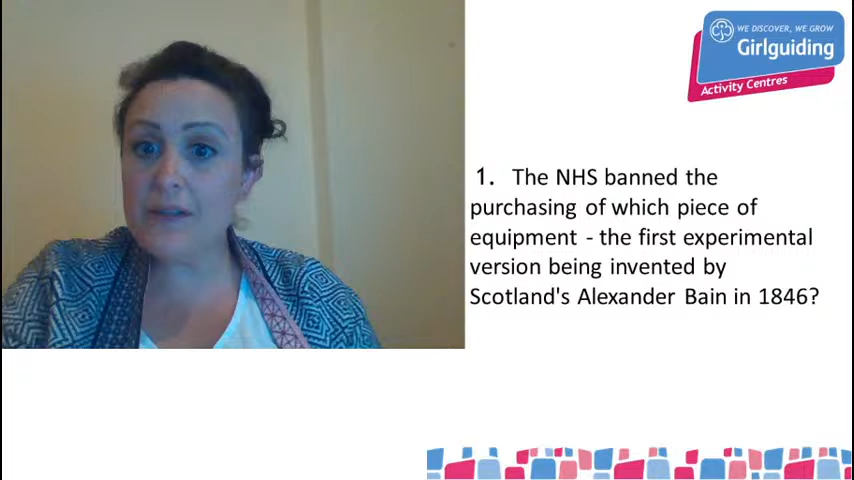 WE DISCOVER, WE GROW
Girlguiding
Activity Centres
1. The NHS banned the
purchasing of which piece of
equipment - the first experimental
version being invented by
Scotland's Alexander Bain in 1846?